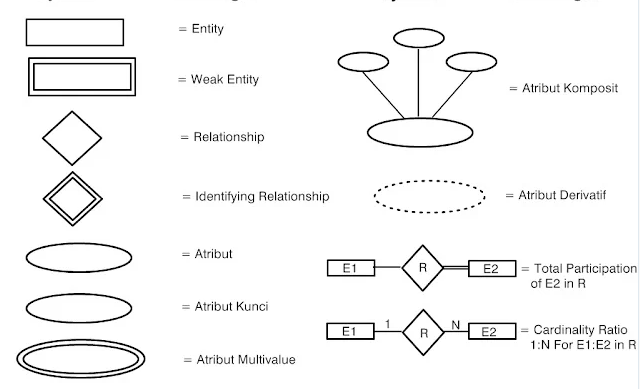 = Entity
= Weak Entity
= Relationship
= Identifying Relationship
= Atribut
= Atribut Kunci
= Atribut Multivalue
= Atribut Komposit
= Atribut Derivatif
E1 R E2 = Total Participation
of E2 in R
E1 1 R N E2 = Cardinality Ratio
1:N For E1:E2 in R